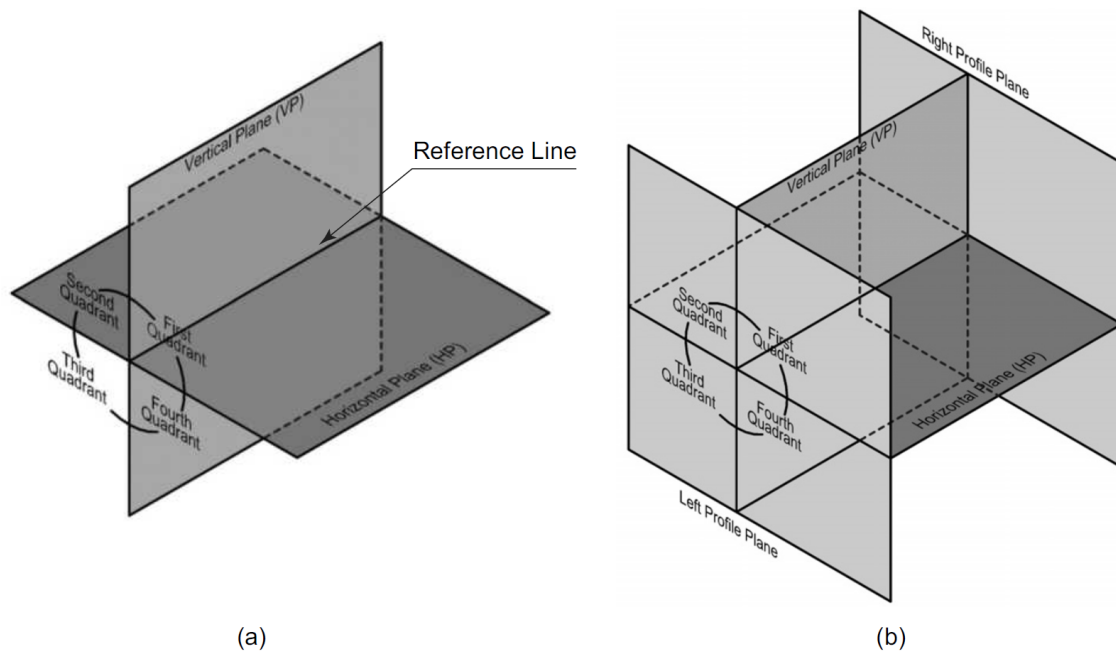 Vertical Plane (VP)
Reference Line
Second
Quadrant
First
Quadrant
Third
Quadrant
Fourth
Quadrant
Horizontal Plane (HP)
(a)
Right Profile Plane
Vertical Plane (VP)
Second
Quadrant
First
Quadrant
Third
Quadrant
Fourth
Quadrant
Horizontal Plane (HP)
Left Profile Plane
(b)